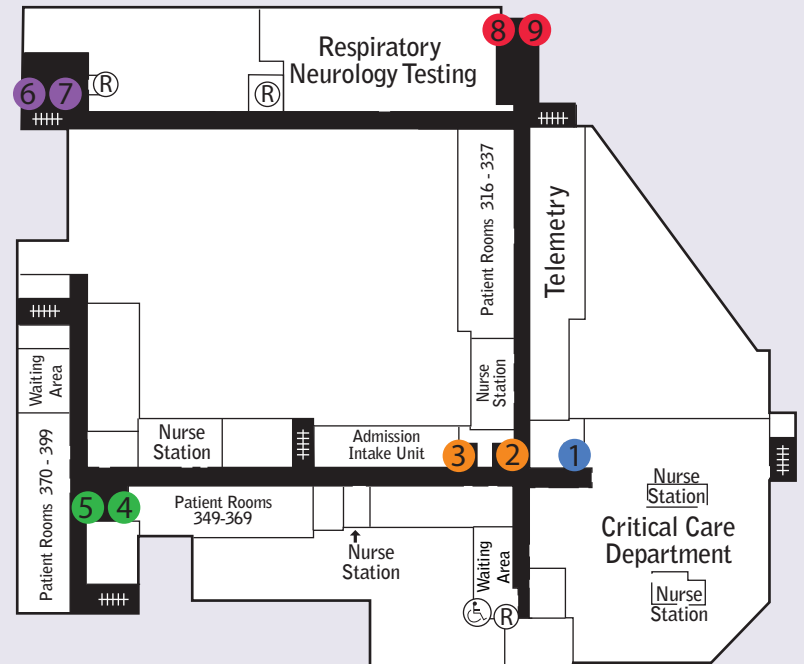 8 9
Respiratory
Neurology Testing
6 7
R
R
Patient Rooms 316 - 337
Telemetry
Waiting
Area
Nurse
Station
Patient Rooms 370 - 399
Nurse
Station
Admission
Intake Unit
3
2
1
5 4
Patient Rooms
349-369
Nurse
Station
Waiting
Area
R
Nurse
Station
Critical Care
Department
Nurse
Station